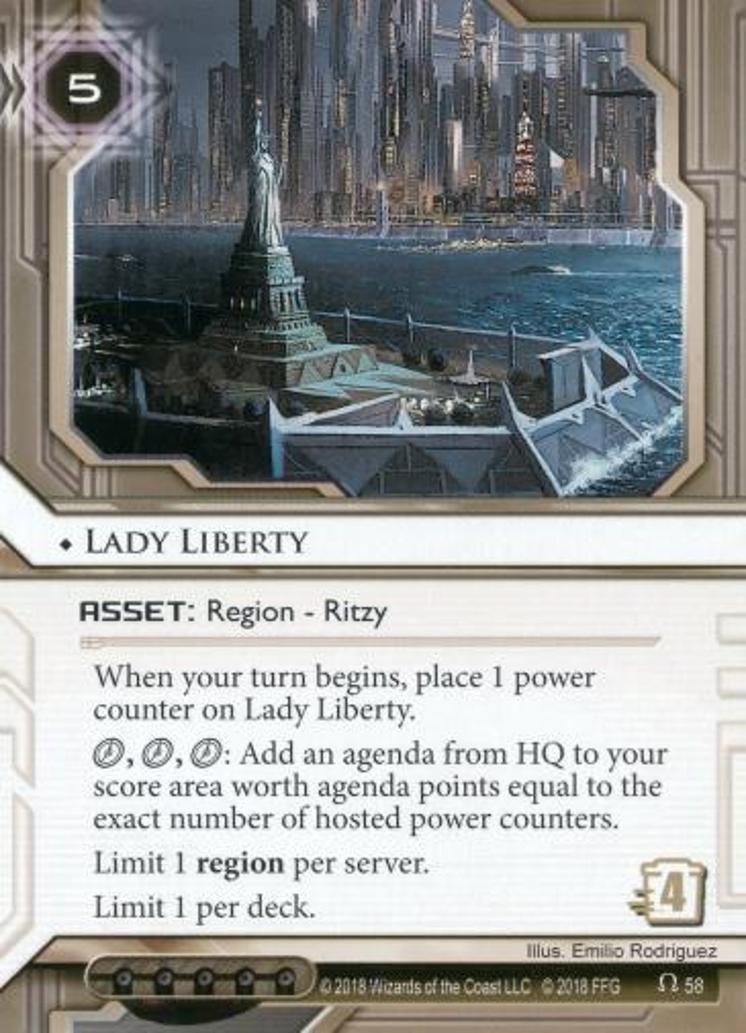 5
◆ LADY LIBERTY
ASSET: Region - Ritzy
When your turn begins, place 1 power
counter on Lady Liberty.
, , : Add an agenda from HQ to your
score area worth agenda points equal to the
exact number of hosted power counters.
Limit 1 region per server.
Limit 1 per deck.
4
Illus. Emilio Rodriguez
© 2018 Wizards of the Coast LLC © 2018 FFG Ω 58